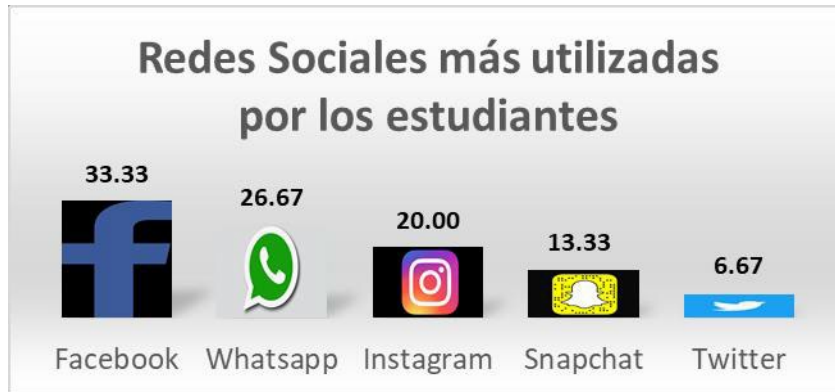 Redes Sociales más utilizadas
por los estudiantes
33.33
26.67
20.00
13.33
6.67
Facebook
Whatsapp
Instagram
Snapchat
Twitter